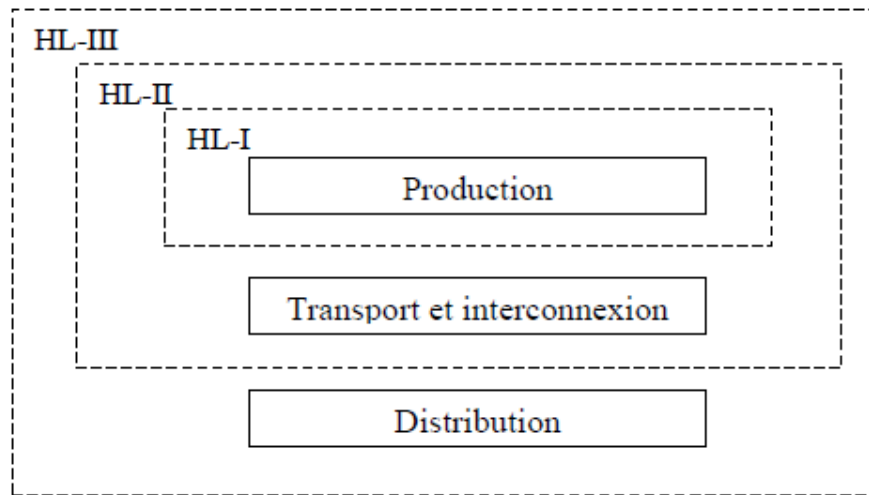 HL-III
HL-II
HL-I
Production
Transport et interconnexion
Distribution